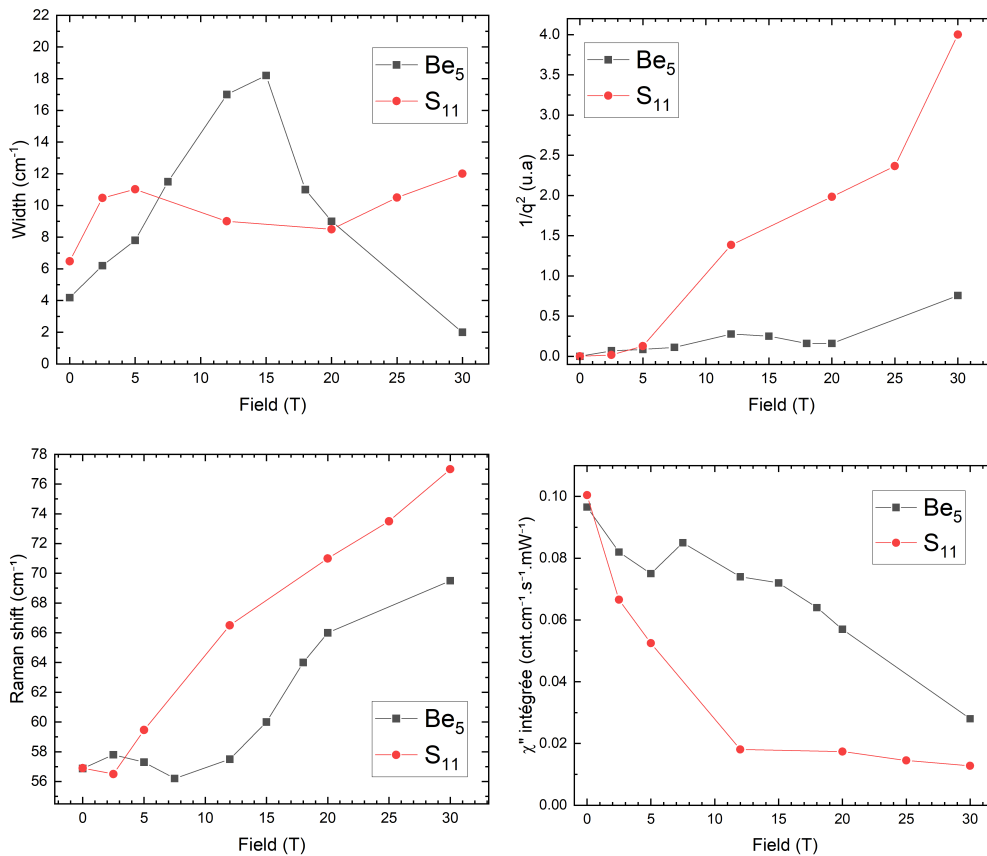 22
20
18
16
14
12
10
8
6
4
2
0
Width (cm⁻¹)
Be₅
S₁₁
0 5 10 15 20 25 30
Field (T)
4.0
3.5
3.0
2.5
2.0
1.5
1.0
0.5
0.0
1/q² (u.a)
Be₅
S₁₁
0 5 10 15 20 25 30
Field (T)
78
76
74
72
70
68
66
64
62
60
58
56
Raman shift (cm⁻¹)
Be₅
S₁₁
0 5 10 15 20 25 30
Field (T)
0.10
0.08
0.06
0.04
0.02
0.00
χ'' intégrée (cnt.cm⁻¹.s⁻¹.mW⁻¹)
Be₅
S₁₁
0 5 10 15 20 25 30
Field (T)